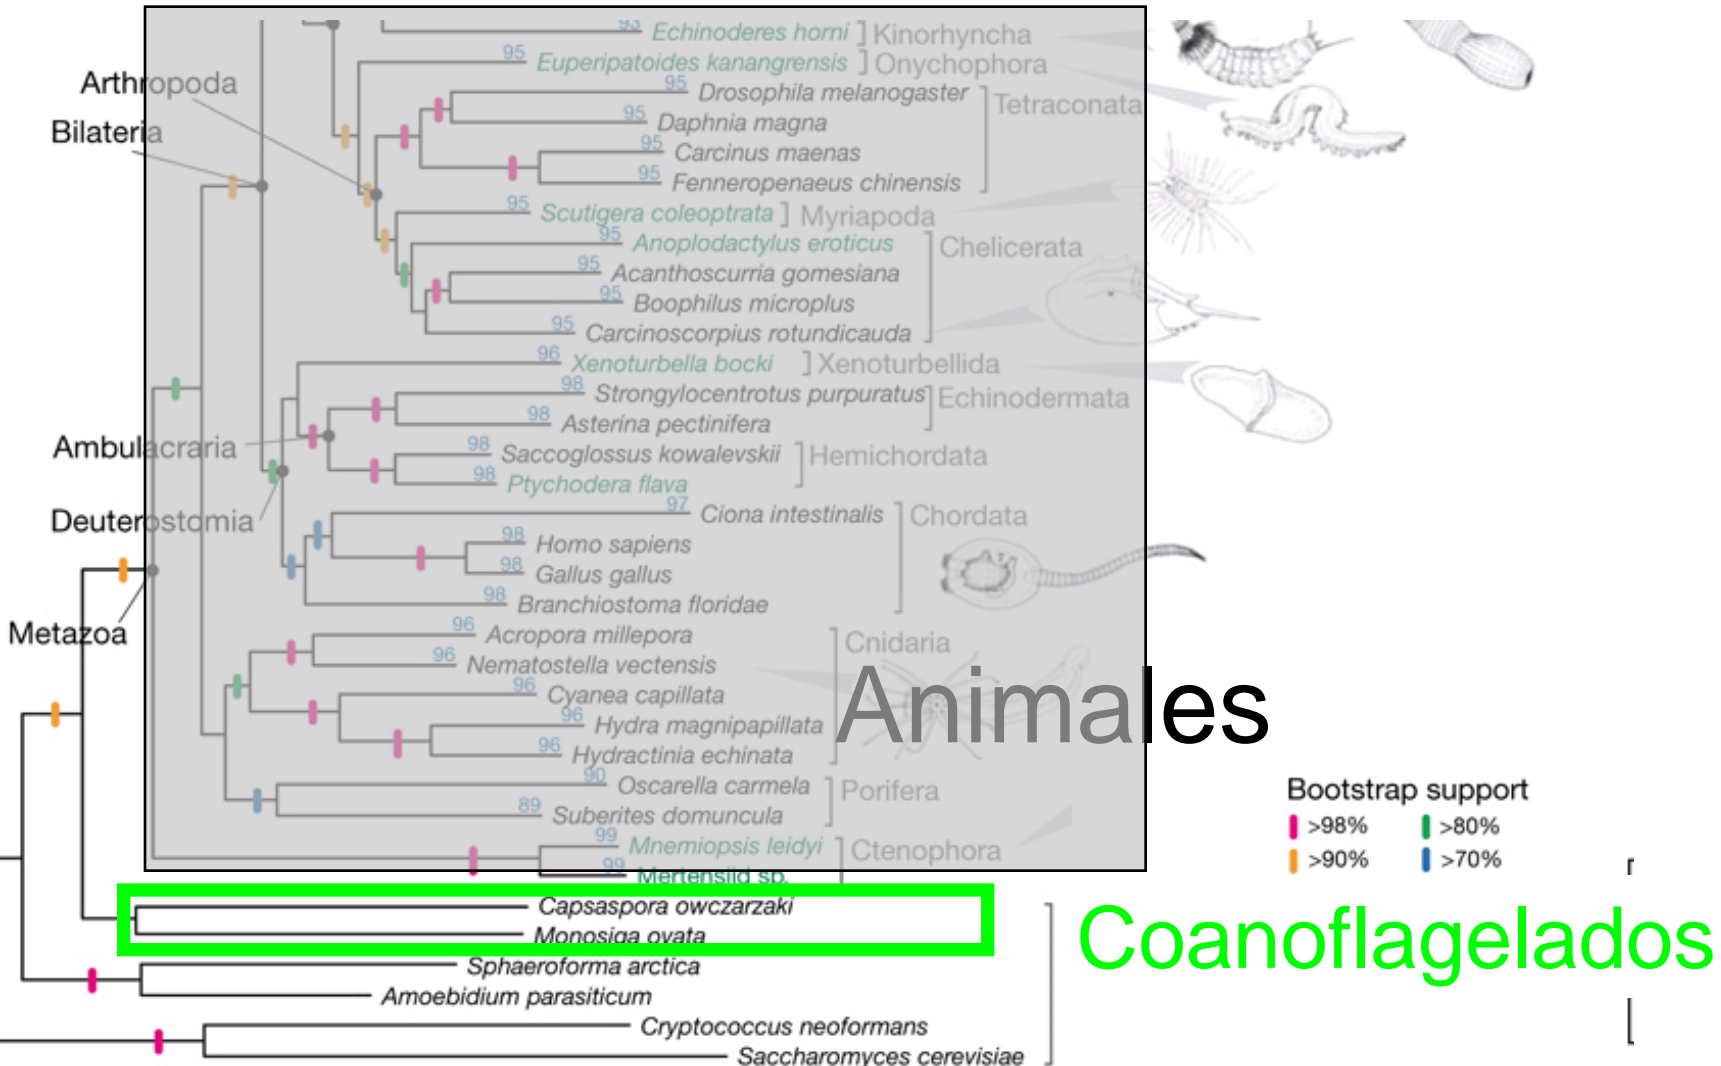 93 Echinoderes horni Kinorhyncha
95 Euperipatoides kanangrensis Onychophora
Arthropoda
95 Drosophila melanogaster Tetraconata
95 Daphnia magna
Bilateria
95 Carcinus maenas
95 Fenneropenaeus chinensis
95 Scutigera coleoptrata Myriapoda
95 Anoplodactylus eroticus Chelicerata
95 Acanthoscurria gomesiana
95 Boophilus microplus
95 Carcinoscorpius rotundicauda
96 Xenoturbella bocki Xenoturbellida
98 Strongylocentrotus purpuratus Echinodermata
98 Asterina pectinifera
Ambulacraria
98 Saccoglossus kowalevskii Hemichordata
98 Ptychodera flava
97 Ciona intestinalis Chordata
Deuterostomia
98 Homo sapiens
98 Gallus gallus
98 Branchiostoma floridae
Metazoa
96 Acropora millepora Cnidaria
96 Nematostella vectensis
96 Cyanea capillata
Animales
96 Hydra magnipapillata
96 Hydractinia echinata
90 Oscarella carmela Porifera
89 Suberites domuncula
Bootstrap support
>98% >80%
>90% >70%
99 Mnemiopsis leidyi Ctenophora
99 Mertensiid sp.
Capsaspora owczarzaki
Monosiga ovata
Coanoflagelados
Sphaeroforma arctica
Amoebidium parasiticum
Cryptococcus neoformans
Saccharomyces cerevisiae